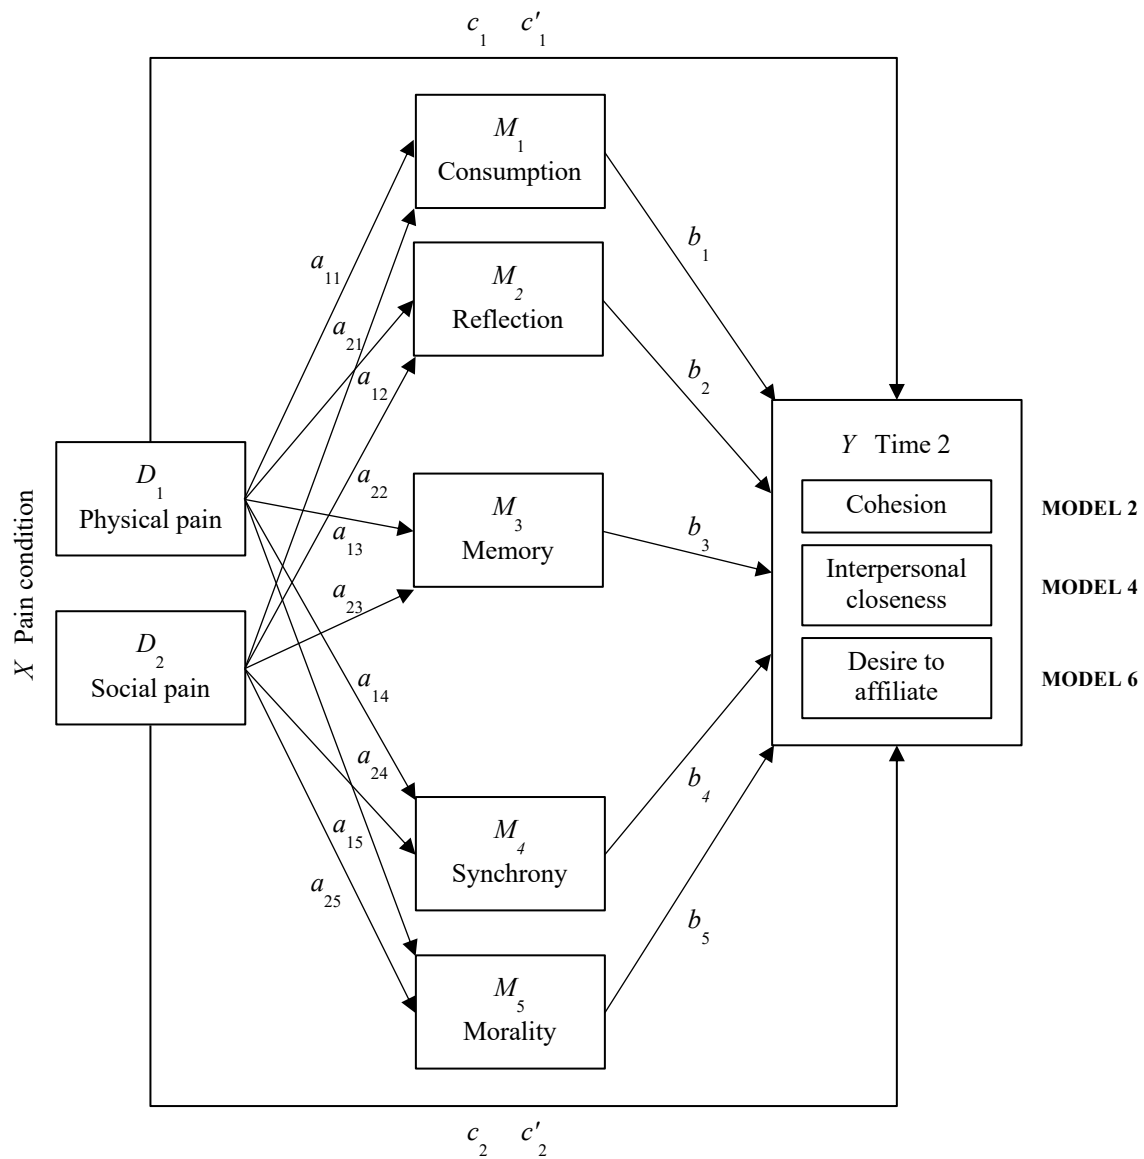 c₁ c′₁
M₁
Consumption
b₁
a₁₁
M₂
Reflection
a₂₁
a₁₂
b₂
Y Time 2
D₁
Physical pain
a₂₂
M₃
Memory
Cohesion
MODEL 2
a₁₃
b₃
X Pain condition
Interpersonal
closeness
MODEL 4
a₂₃
D₂
Social pain
Desire to
affiliate
MODEL 6
a₁₄
a₂₄
b₄
a₁₅
M₄
Synchrony
a₂₅
b₅
M₅
Morality
c₂ c′₂